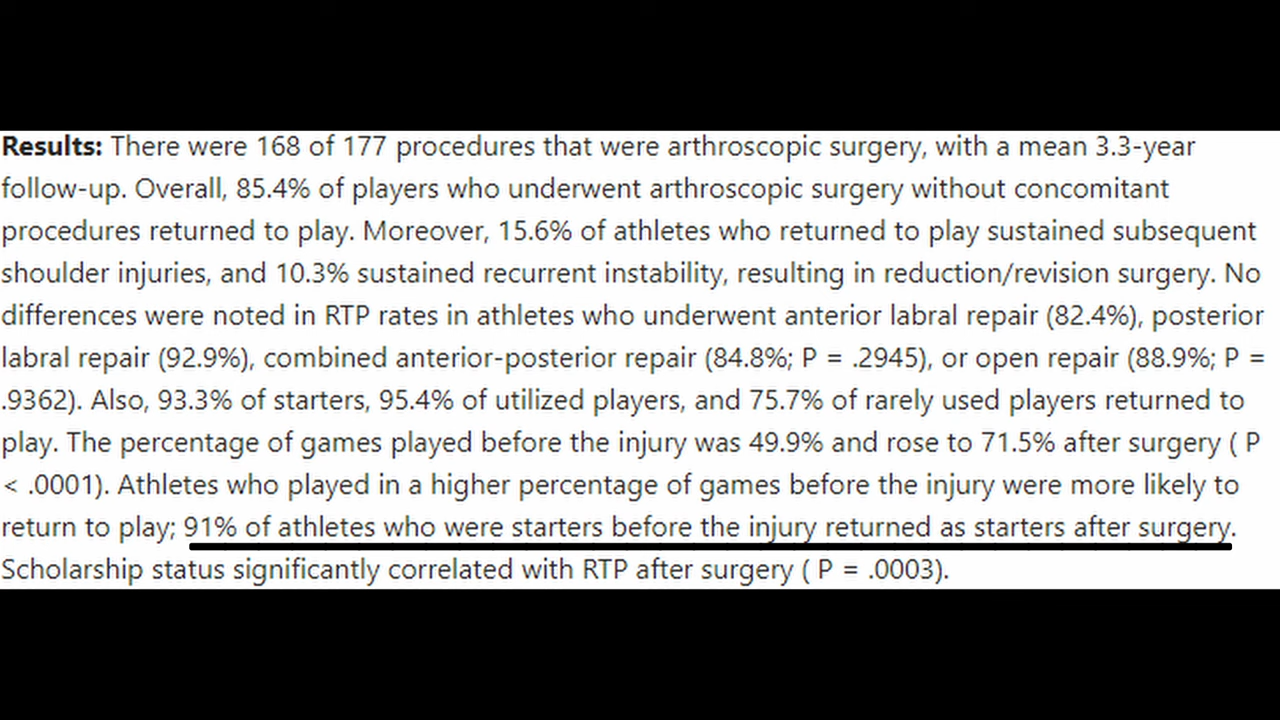 Results: There were 168 of 177 procedures that were arthroscopic surgery, with a mean 3.3-year
follow-up. Overall, 85.4% of players who underwent arthroscopic surgery without concomitant
procedures returned to play. Moreover, 15.6% of athletes who returned to play sustained subsequent
shoulder injuries, and 10.3% sustained recurrent instability, resulting in reduction/revision surgery. No
differences were noted in RTP rates in athletes who underwent anterior labral repair (82.4%), posterior
labral repair (92.9%), combined anterior-posterior repair (84.8%; P = .2945), or open repair (88.9%; P =
.9362). Also, 93.3% of starters, 95.4% of utilized players, and 75.7% of rarely used players returned to
play. The percentage of games played before the injury was 49.9% and rose to 71.5% after surgery ( P
< .0001). Athletes who played in a higher percentage of games before the injury were more likely to
return to play; 91% of athletes who were starters before the injury returned as starters after surgery.
Scholarship status significantly correlated with RTP after surgery ( P = .0003).